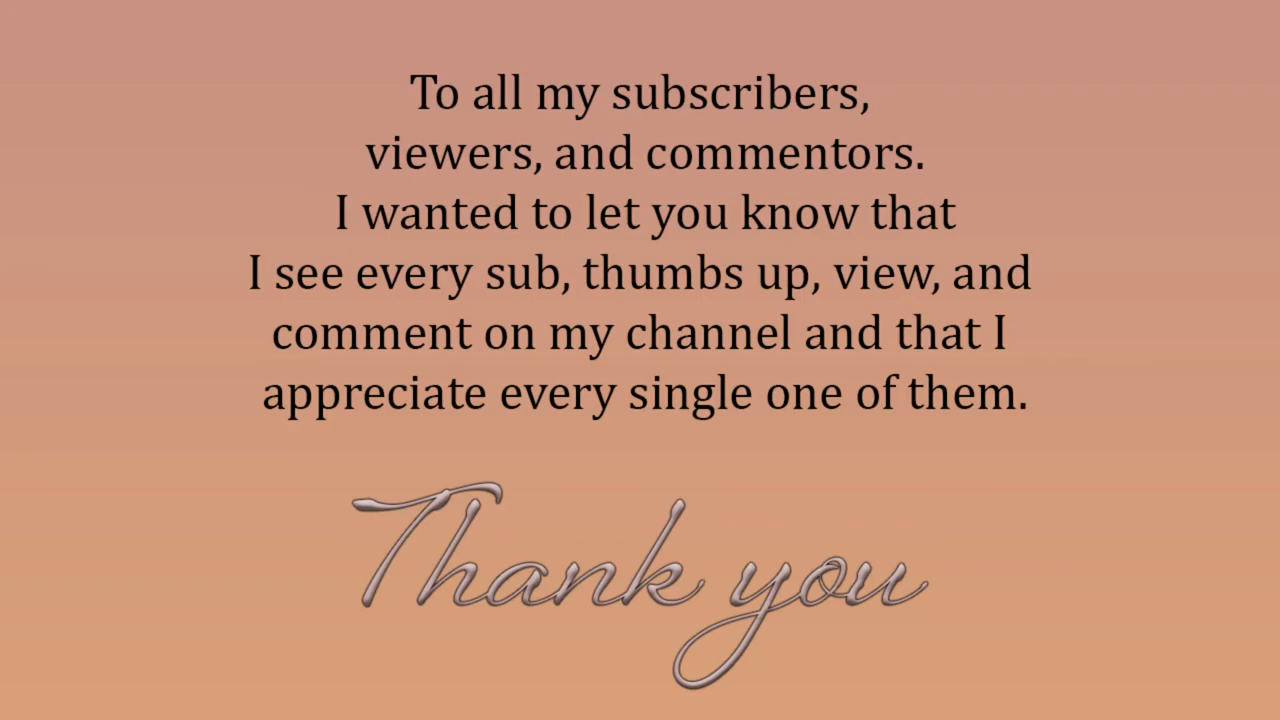 To all my subscribers,
viewers, and commentors.
I wanted to let you know that
I see every sub, thumbs up, view, and
comment on my channel and that I
appreciate every single one of them.
Thank you